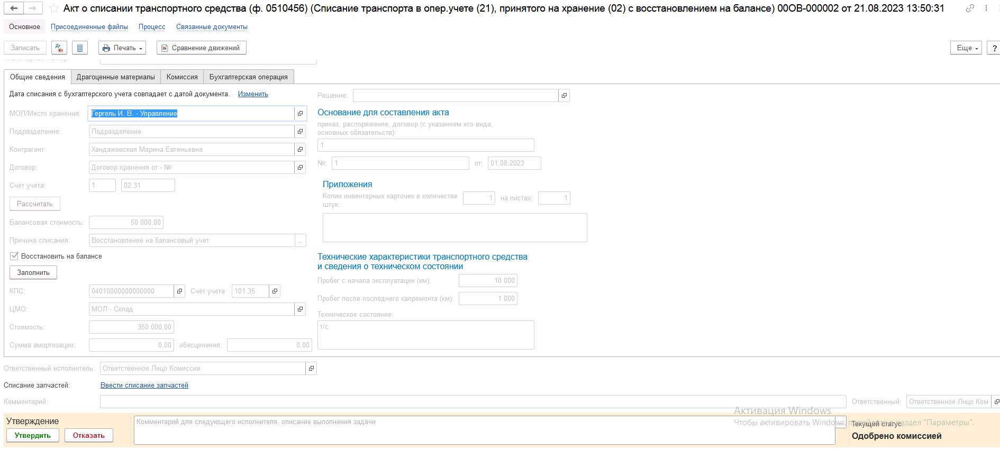 Акт о списании транспортного средства (ф. 0510456) (Списание транспорта в опер.учете (21), принятого на хранение (02) с восстановлением на балансе) 00ОВ-000002 от 21.08.2023 13:50:31
Основное Присоединенные файлы Процесс Связанные документы
Записать Дт Кт Печать Сравнение движений Еще ?
Общие сведения Драгоценные материалы Комиссия Бухгалтерская операция
Дата списания с бухгалтерского учета совпадает с датой документа. Изменить
Решение:
МОЛ/Место хранения: Гергель И. В. - Управление
Основание для составления акта
приказ, распоряжение, договор (с указанием его вида,
основных обязательств):
Подразделение: Подразделение
Контрагент: Хандажевская Марина Евгеньевна
1
Договор: Договор хранения от - №
№: 1 от: 01.08.2023
Счет учета: 1 02.31
Приложения
Рассчитать
Копии инвентарных карточек в количестве
штук: 1 на листах: 1
Балансовая стоимость: 50 000,00
Причина списания: Восстановление на балансовый учет ...
Восстановить на балансе
Технические характеристики транспортного средства
и сведения о техническом состоянии
Заполнить
Пробег с начала эксплуатации (км): 10 000
КПС: 04010000000000000 Счет учета: 101.35
Пробег после последнего капремонта (км): 1 000
ЦМО: МОЛ - Склад
Техническое состояние:
т/с
Стоимость: 350 000,00
Сумма амортизации: 0,00 обесценения: 0,00
Ответственный исполнитель: Ответственное Лицо Комиссии
Списание запчастей: Ввести списание запчастей
Комментарий: Ответственный: Ответственное Лицо Ком
Активация Windows
Чтобы активировать Windows, перейдите в раздел "Параметры".
Утверждение
Комментарий для следующего исполнителя, описание выполнения задачи
Текущий статус:
Утвердить Отказать
Одобрено комиссией